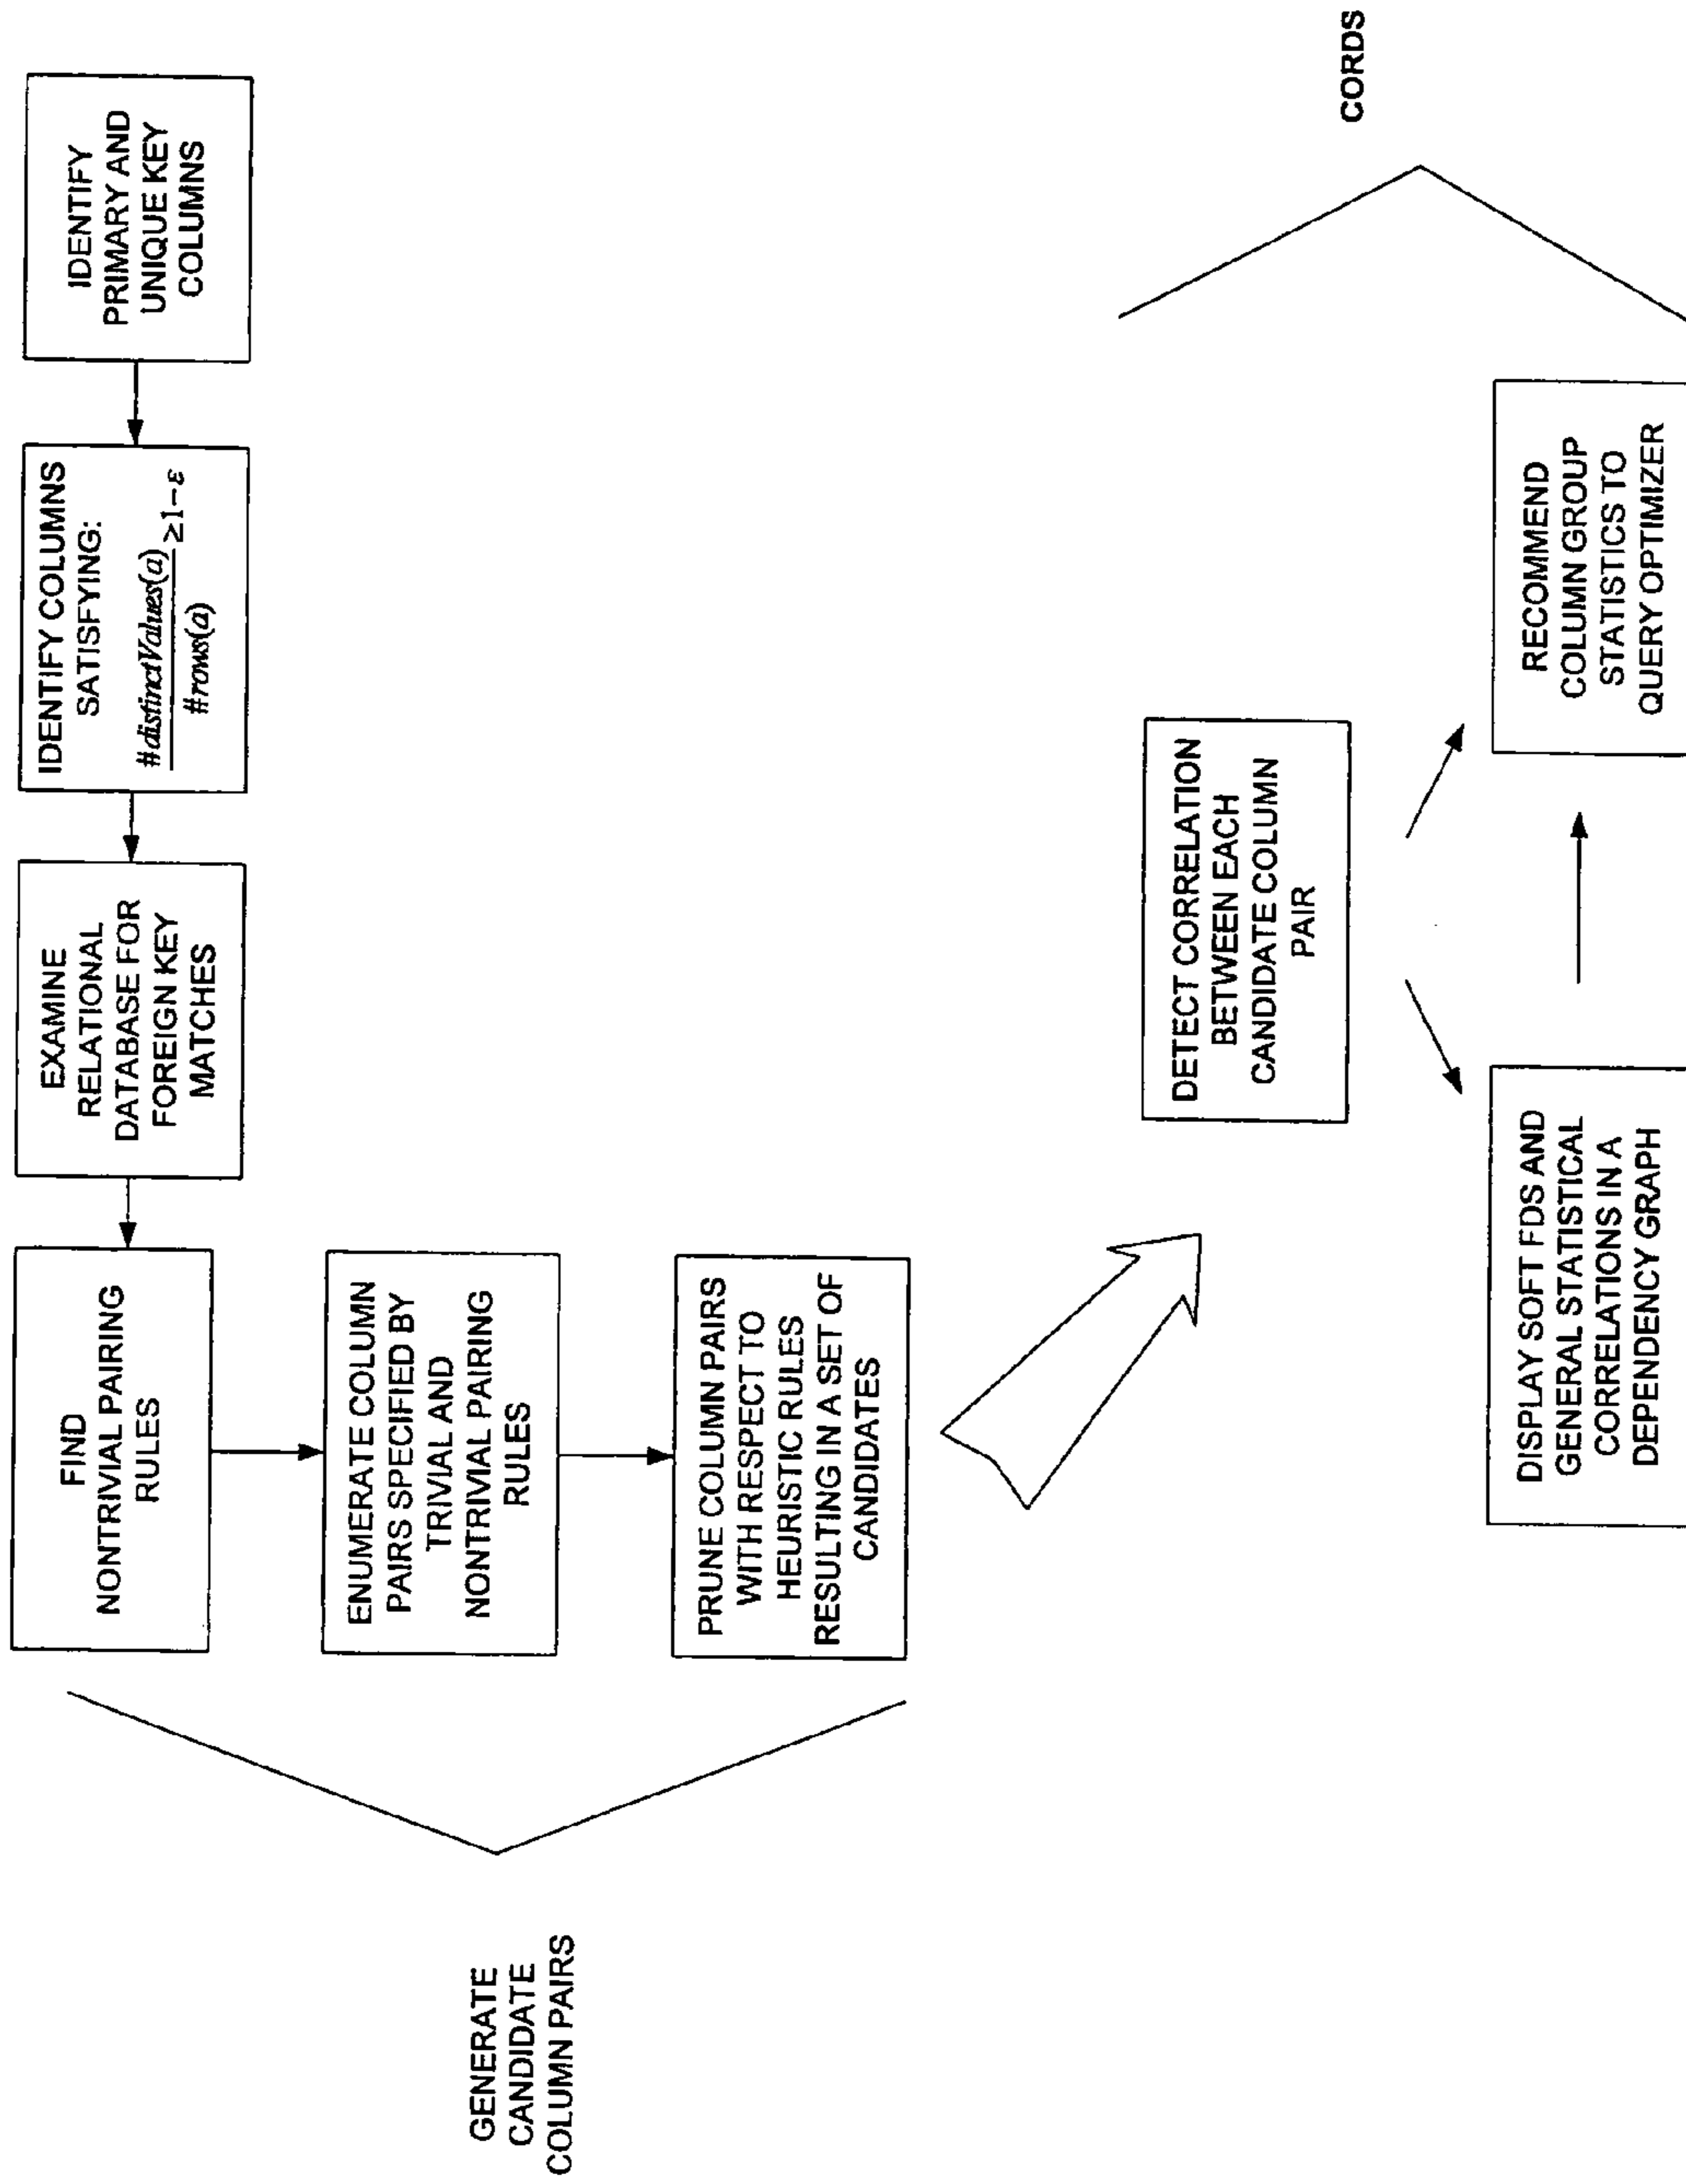 IDENTIFY
PRIMARY AND
UNIQUE KEY
COLUMNS
IDENTIFY COLUMNS
SATISFYING:
#distinctValues(a)
#rows(a)
≥1-ε
EXAMINE
RELATIONAL
DATABASE FOR
FOREIGN KEY
MATCHES
FIND
NONTRIVIAL PAIRING
RULES
ENUMERATE COLUMN
PAIRS SPECIFIED BY
TRIVIAL AND
NONTRIVIAL PAIRING
RULES
PRUNE COLUMN PAIRS
WITH RESPECT TO
HEURISTIC RULES
RESULTING IN A SET OF
CANDIDATES
GENERATE
CANDIDATE
COLUMN PAIRS
DETECT CORRELATION
BETWEEN EACH
CANDIDATE COLUMN
PAIR
DISPLAY SOFT FDS AND
GENERAL STATISTICAL
CORRELATIONS IN A
DEPENDENCY GRAPH
RECOMMEND
COLUMN GROUP
STATISTICS TO
QUERY OPTIMIZER
CORDS